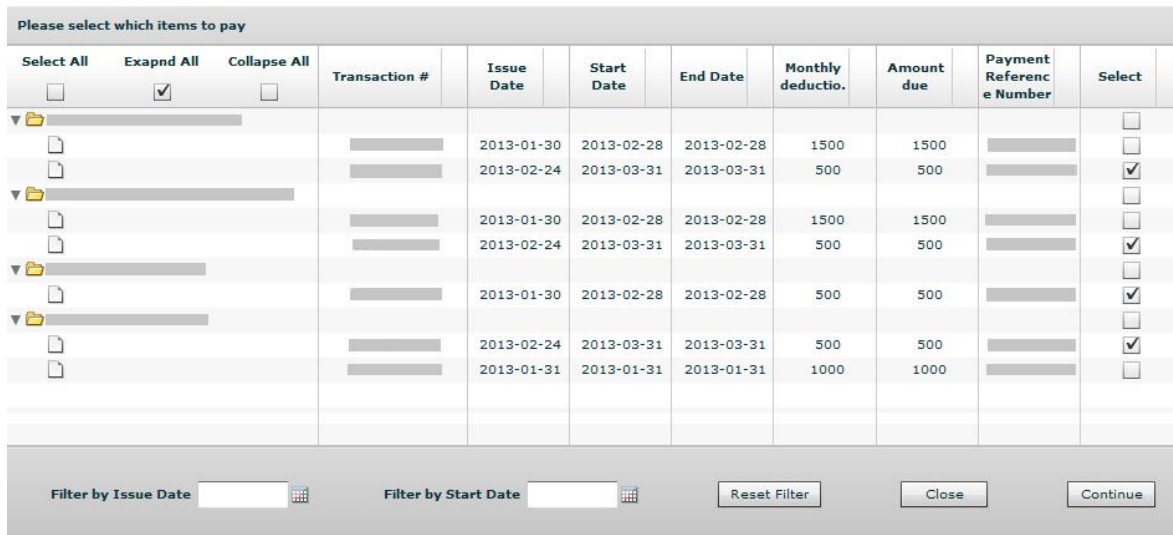 Please select which items to pay
Select All Exapnd All Collapse All Transaction # Issue Date Start Date End Date Monthly deductio. Amount due Payment Referenc e Number Select
2013-01-30 2013-02-28 2013-02-28 1500 1500
2013-02-24 2013-03-31 2013-03-31 500 500
2013-01-30 2013-02-28 2013-02-28 1500 1500
2013-02-24 2013-03-31 2013-03-31 500 500
2013-01-30 2013-02-28 2013-02-28 500 500
2013-02-24 2013-03-31 2013-03-31 500 500
2013-01-31 2013-01-31 2013-01-31 1000 1000
Filter by Issue Date Filter by Start Date Reset Filter Close Continue